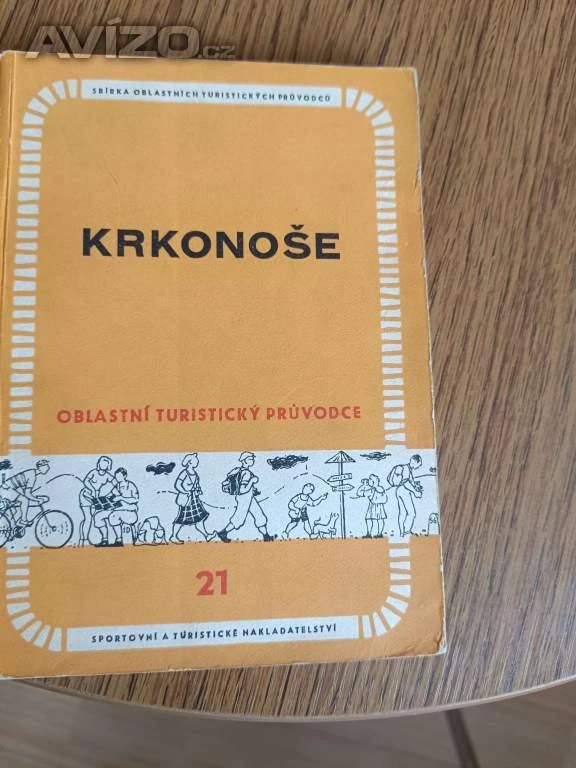 AVÍZO.cz
SBÍRKA OBLASTNÍCH TURISTICKÝCH PRŮVODCŮ
KRKONOŠE
OBLASTNÍ TURISTICKÝ PRŮVODCE
21
SPORTOVNÍ A TURISTICKÉ NAKLADATELSTVÍ